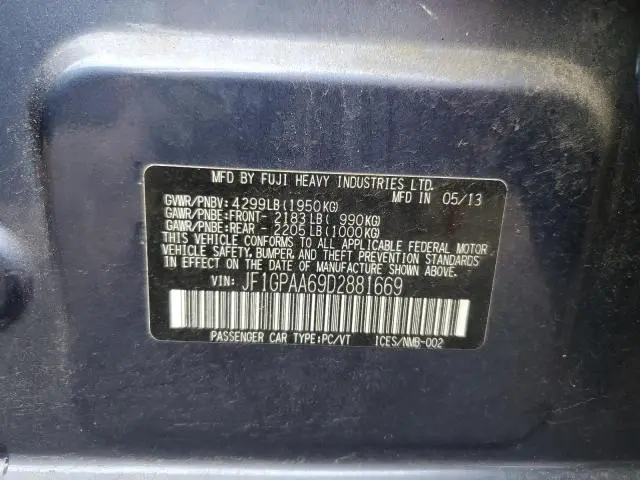 MFD BY FUJI HEAVY INDUSTRIES LTD.
GVWR/PNBV: 4299LB(1950KG) MFD IN 05/13
GAWR/PNBE:FRONT- 2183LB( 990KG)
GAWR/PNBE:REAR - 2205LB(1000KG)
THIS VEHICLE CONFORMS TO ALL APPLICABLE FEDERAL MOTOR
VEHICLE SAFETY, BUMPER, AND THEFT PREVENTION STANDARDS
IN EFFECT ON THE DATE OF MANUFACTURE SHOWN ABOVE.
VIN: JF1GPAA69D2881669
PASSENGER CAR TYPE:PC/VT ICES/NMB-002